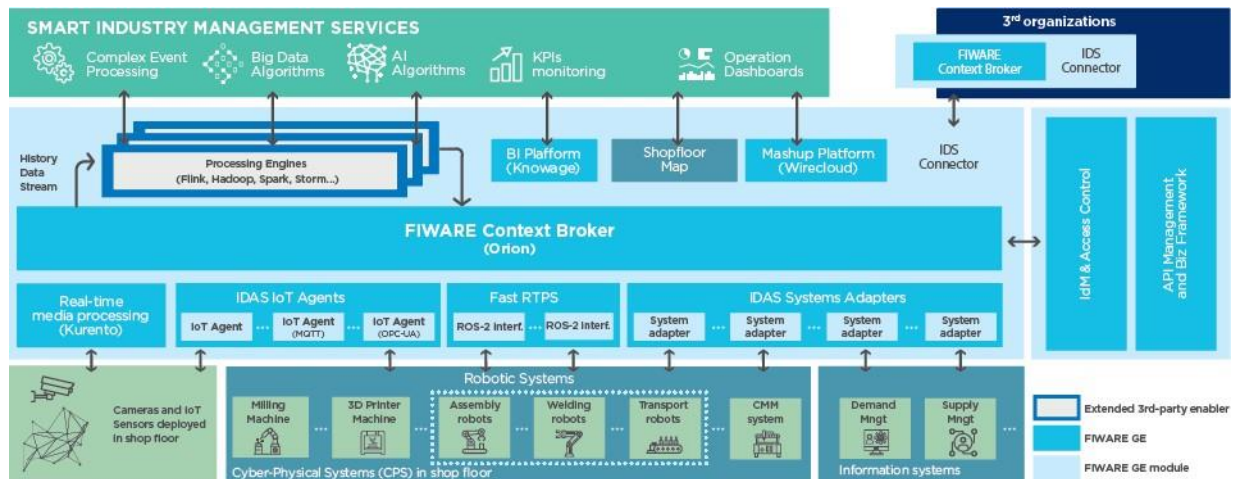 SMART INDUSTRY MANAGEMENT SERVICES
Complex Event
Processing
Big Data
Algorithms
AI
Algorithms
KPIs
monitoring
Operation
Dashboards
3rd organizations
FIWARE
Context Broker
IDS
Connector
History
Data
Stream
Processing Engines
(Flink, Hadoop, Spark, Storm...)
BI Plafform
(Knowage)
Shopfloor
Map
Mashup Platform
(Wirecloud)
IDS
Connector
FIWARE Context Broker
(Orion)
IdM & Access Control
API Management
and Biz Framework
Real-time
media processing
(Kurento)
IDAS IoT Agents
IoT Agent
...
IoT Agent
(MQTT)
...
IoT Agent
(OPC-UA)
Fast RTPS
ROS-2 Interf.
...
ROS-2 Interf.
IDAS Systems Adapters
System
adapter
...
System
adapter
...
System
adapter
...
System
adapter
Cameras and IoT
Sensors deployed
in shop floor
Robotic Systems
Milling
Machine
...
3D Printer
Machine
...
Assembly
robots
...
Welding
robots
...
Transport
robots
...
CMM
system
Cyber-Physical Systems (CPS) in shop floor
Demand
Mngt
...
Supply
Mngt
...
Information systems
Extended 3rd-party enabler
FIWARE GE
FIWARE GE module